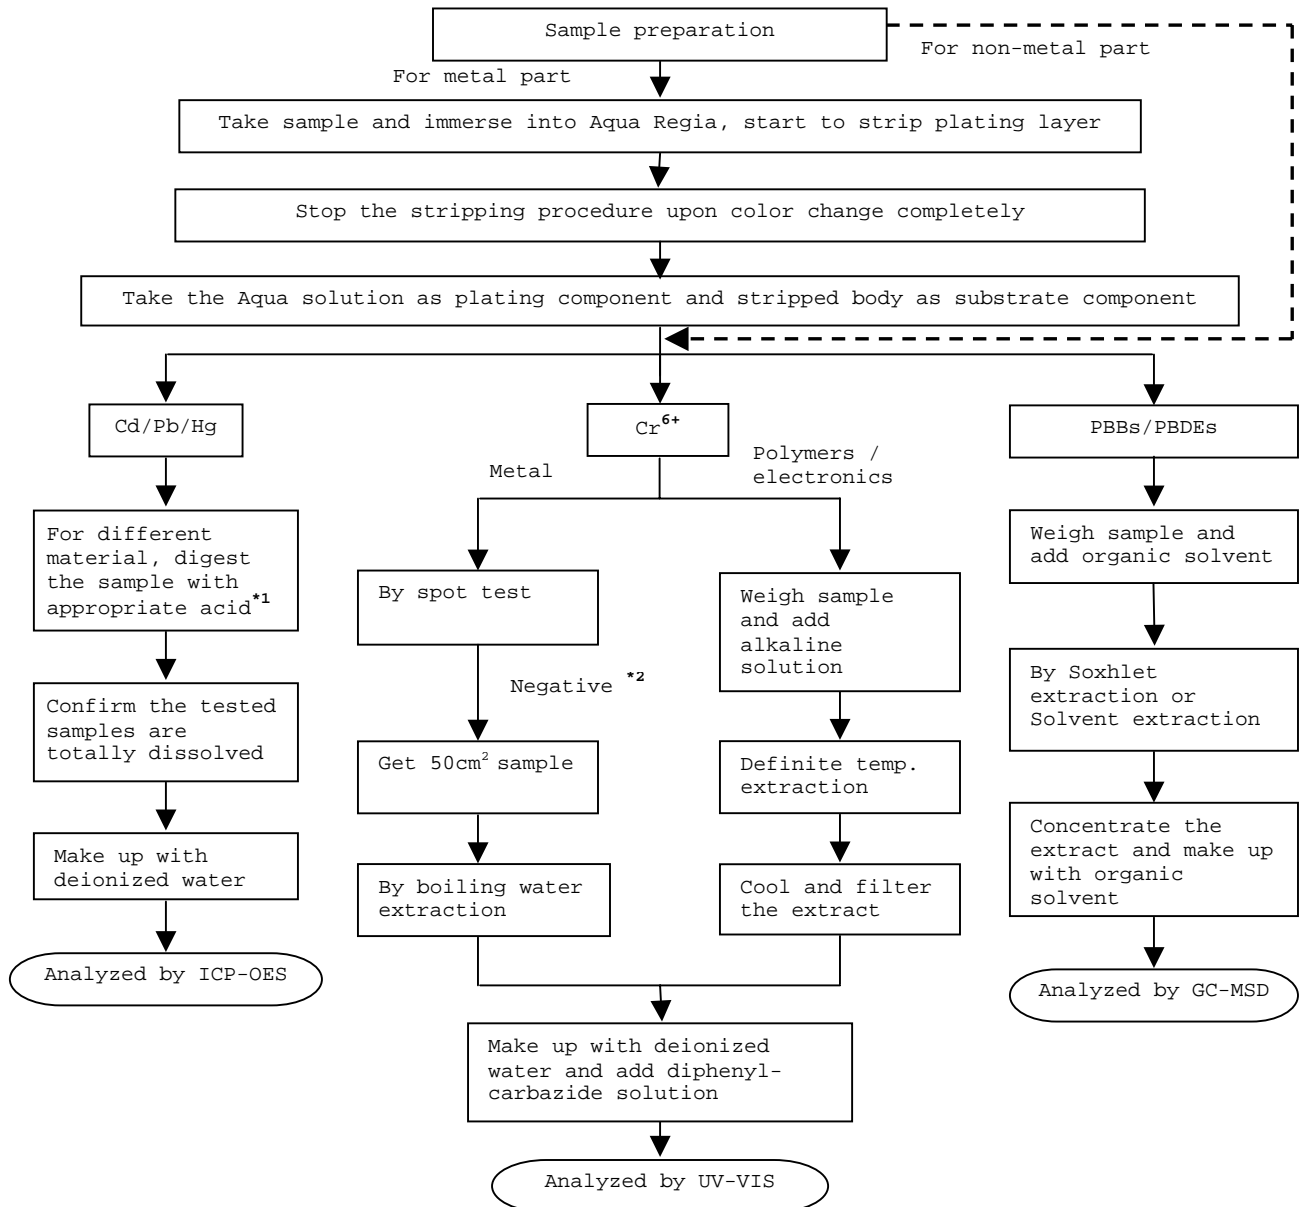 Sample preparation
For non-metal part
For metal part
Take sample and immerse into Aqua Regia, start to strip plating layer
Stop the stripping procedure upon color change completely
Take the Aqua solution as plating component and stripped body as substrate component
Cd/Pb/Hg
Cr6+
PBBs/PBDEs
Metal
Polymers /
electronics
For different
material, digest
the sample with
appropriate acid*1
Confirm the tested
samples are
totally dissolved
Make up with
deionized water
Analyzed by ICP-OES
By spot test
Negative *2
Get 50cm2 sample
By boiling water
extraction
Weigh sample
and add
alkaline
solution
Definite temp.
extraction
Cool and filter
the extract
Make up with deionized
water and add diphenyl-
carbazide solution
Analyzed by UV-VIS
Weigh sample and
add organic solvent
By Soxhlet
extraction or
Solvent extraction
Concentrate the
extract and make up
with organic
solvent
Analyzed by GC-MSD